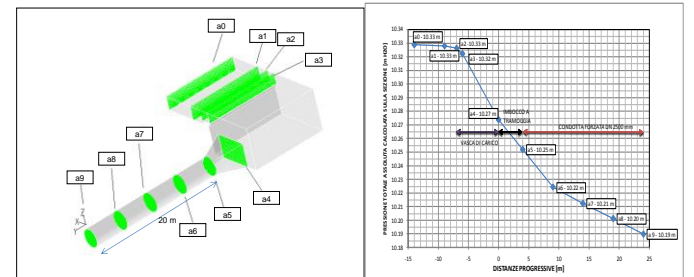 a0
a1
a2
a3
a7
a8
a9
Z
X
Y
20 m
a6
a5
a4
PRESSIONE TOTALE ASSOLUTA CALCOLATA SULLA SEZIONE [m H2O]
10.34
10.33
10.33
10.32
10.31
10.30
10.29
10.28
10.27
10.26
10.25
10.24
10.23
10.22
10.21
10.20
10.19
10.18
a0 - 10.33 m
a2 - 10.33 m
a1 - 10.33 m
a3 - 10.32 m
a4 - 10.27 m
IMBOCCO A
TRAMOGGIA
CONDOTTA FORZATA DN 2500 mm
VASCA DI CARICO
a5 - 10.25 m
a6 - 10.22 m
a7 - 10.21 m
a8 - 10.20 m
a9 - 10.19 m
-15
-10
-5
0
5
10
15
20
25
DISTANZE PROGRESSIVE [m]